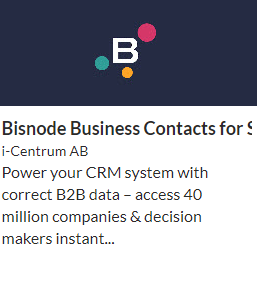 B
Bisnode Business Contacts for S
i-Centrum AB
Power your CRM system with
correct B2B data – access 40
million companies & decision
makers instant...